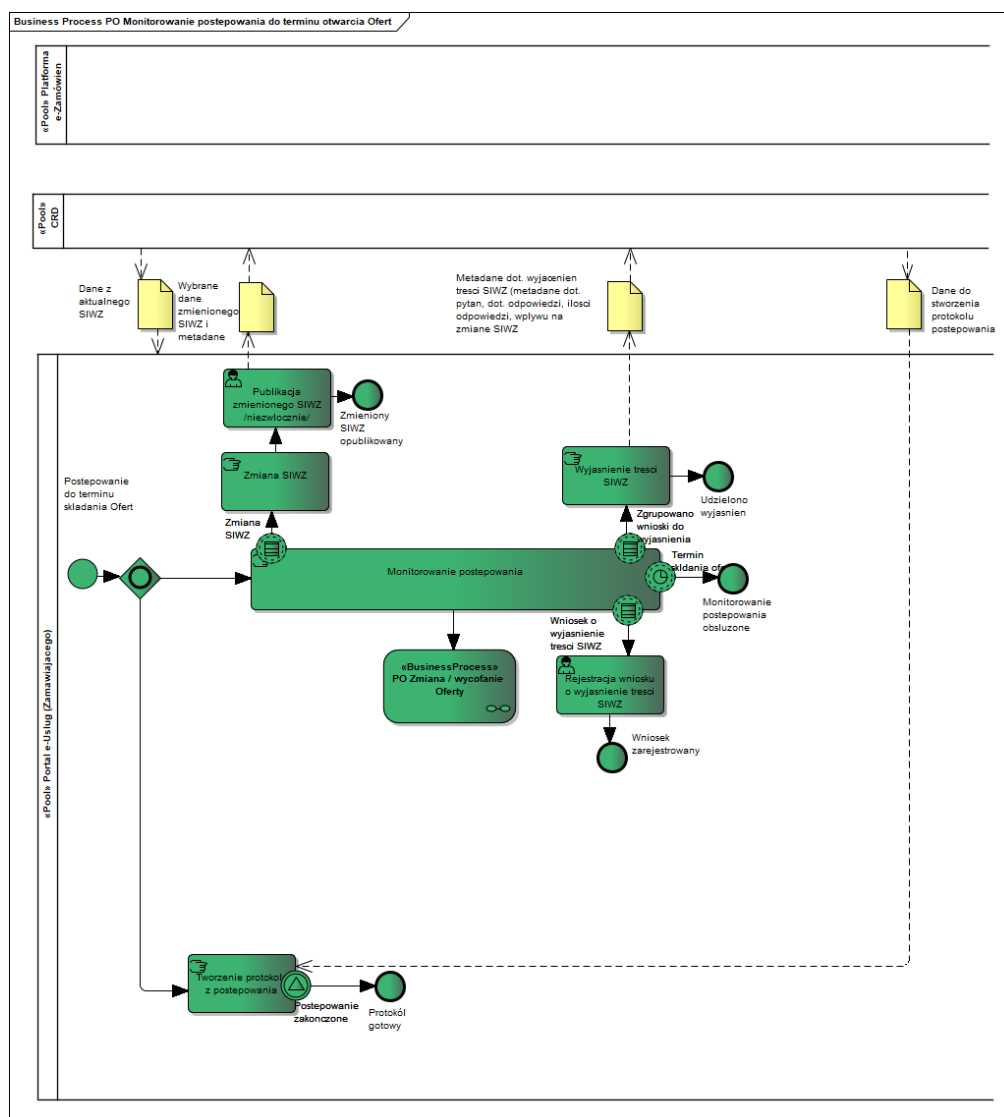 Business Process PO Monitorowanie postepowania do terminu otwarcia Ofert
«Pool» Platforma
e-Zamówien
«Pool»
CRD
Dane z
aktualnego
SIWZ
Wybrane
dane
zmienionego
SIWZ i
metadane
Metadane dot. wyjacenien
tresci SIWZ (metadane dot.
pytan, dot. odpowiedzi, ilosci
odpowiedzi, wpływu na
zmiane SIWZ
Dane do
stworzenia
protokolu
postepowania
«Pool» Portal e-Uslug (Zamawiajacego)
Publikacja
zmienionego SIWZ
/niezwlocznie/
Zmieniony
SIWZ
opublikowany
Zmiana SIWZ
Wyjasnienie tresci
SIWZ
Udzielono
wyjasnien
Postepowanie
do terminu
skladania Ofert
Zmiana
SIWZ
Zgrupowano
wnioski do
wyjasnienia
Monitorowanie postepowania
Termin
skldania ofe
Monitorowanie
postepowania
obsluzone
Wniosek o
wyjasnienie
tresci SIWZ
«BusinessProcess»
PO Zmiana / wycofanie
Oferty
Rejestracja wniosku
o wyjasnienie tresci
SIWZ
Wniosek
zarejestrowany
Tworzenie protokol
z postepowania
Postepowanie
zakonczone
Protokól
gotowy